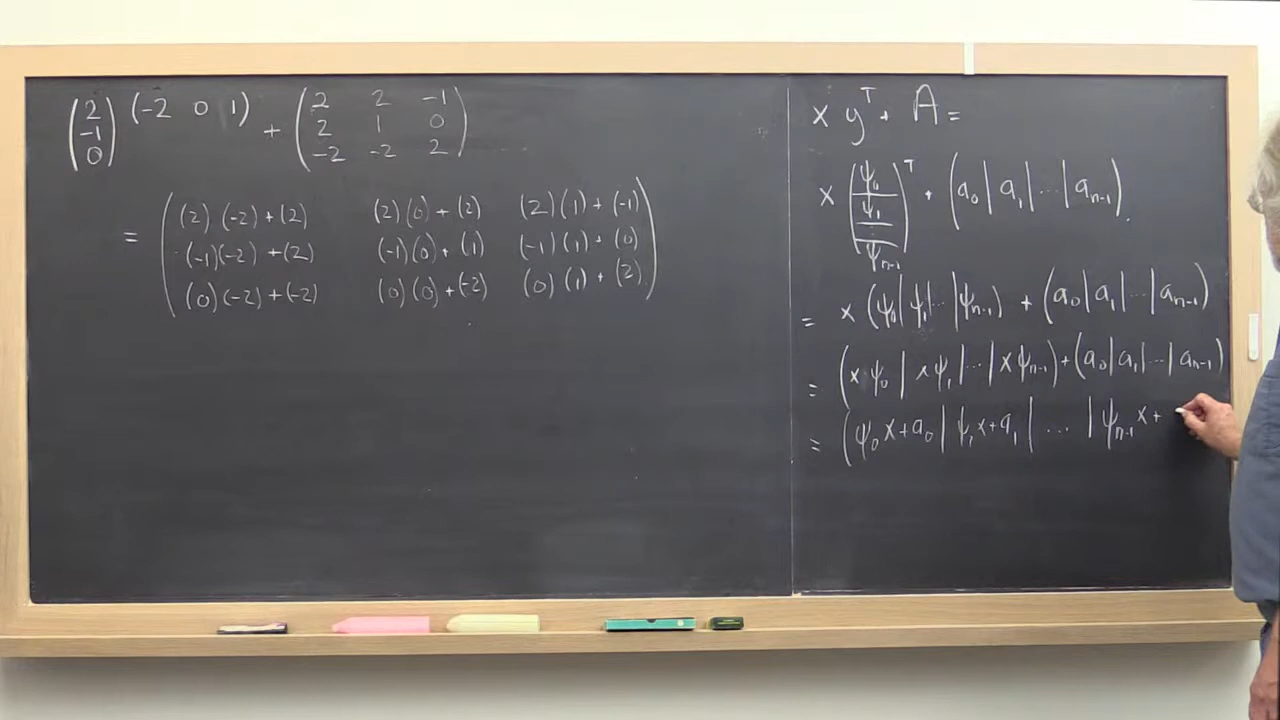 (2 -1 0) (-2 0 1) + (2 2 -1
2 1 0
-2 -2 2)
= ((2)(-2)+(2) (2)(0)+(2) (2)(1)+(-1)
(-1)(-2)+(2) (-1)(0)+(1) (-1)(1)+(0)
(0)(-2)+(-2) (0)(0)+(-2) (0)(1)+(2))
x yᵀ + A =
x (ψ₀ / ψ₁ / ⋮ / ψₙ₋₁)ᵀ + (a₀ | a₁ | ... | aₙ₋₁)
= x (ψ₀ | ψ₁ | ... | ψₙ₋₁) + (a₀ | a₁ | ... | aₙ₋₁)
= (x ψ₀ | x ψ₁ | ... | x ψₙ₋₁) + (a₀ | a₁ | ... | aₙ₋₁)
= (ψ₀ x + a₀ | ψ₁ x + a₁ | ... | ψₙ₋₁ x +